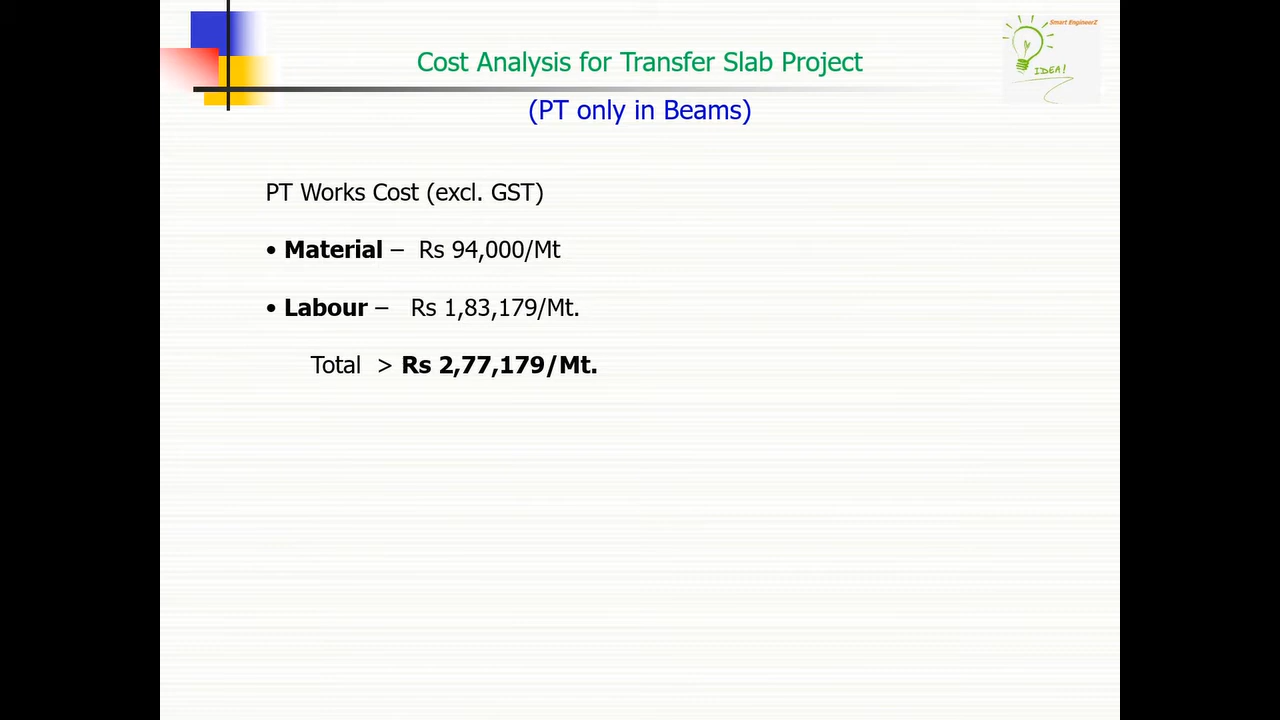 Smart EngineerZ
IDEA!
Cost Analysis for Transfer Slab Project
(PT only in Beams)
PT Works Cost (excl. GST)
• Material – Rs 94,000/Mt
• Labour – Rs 1,83,179/Mt.
Total > Rs 2,77,179/Mt.